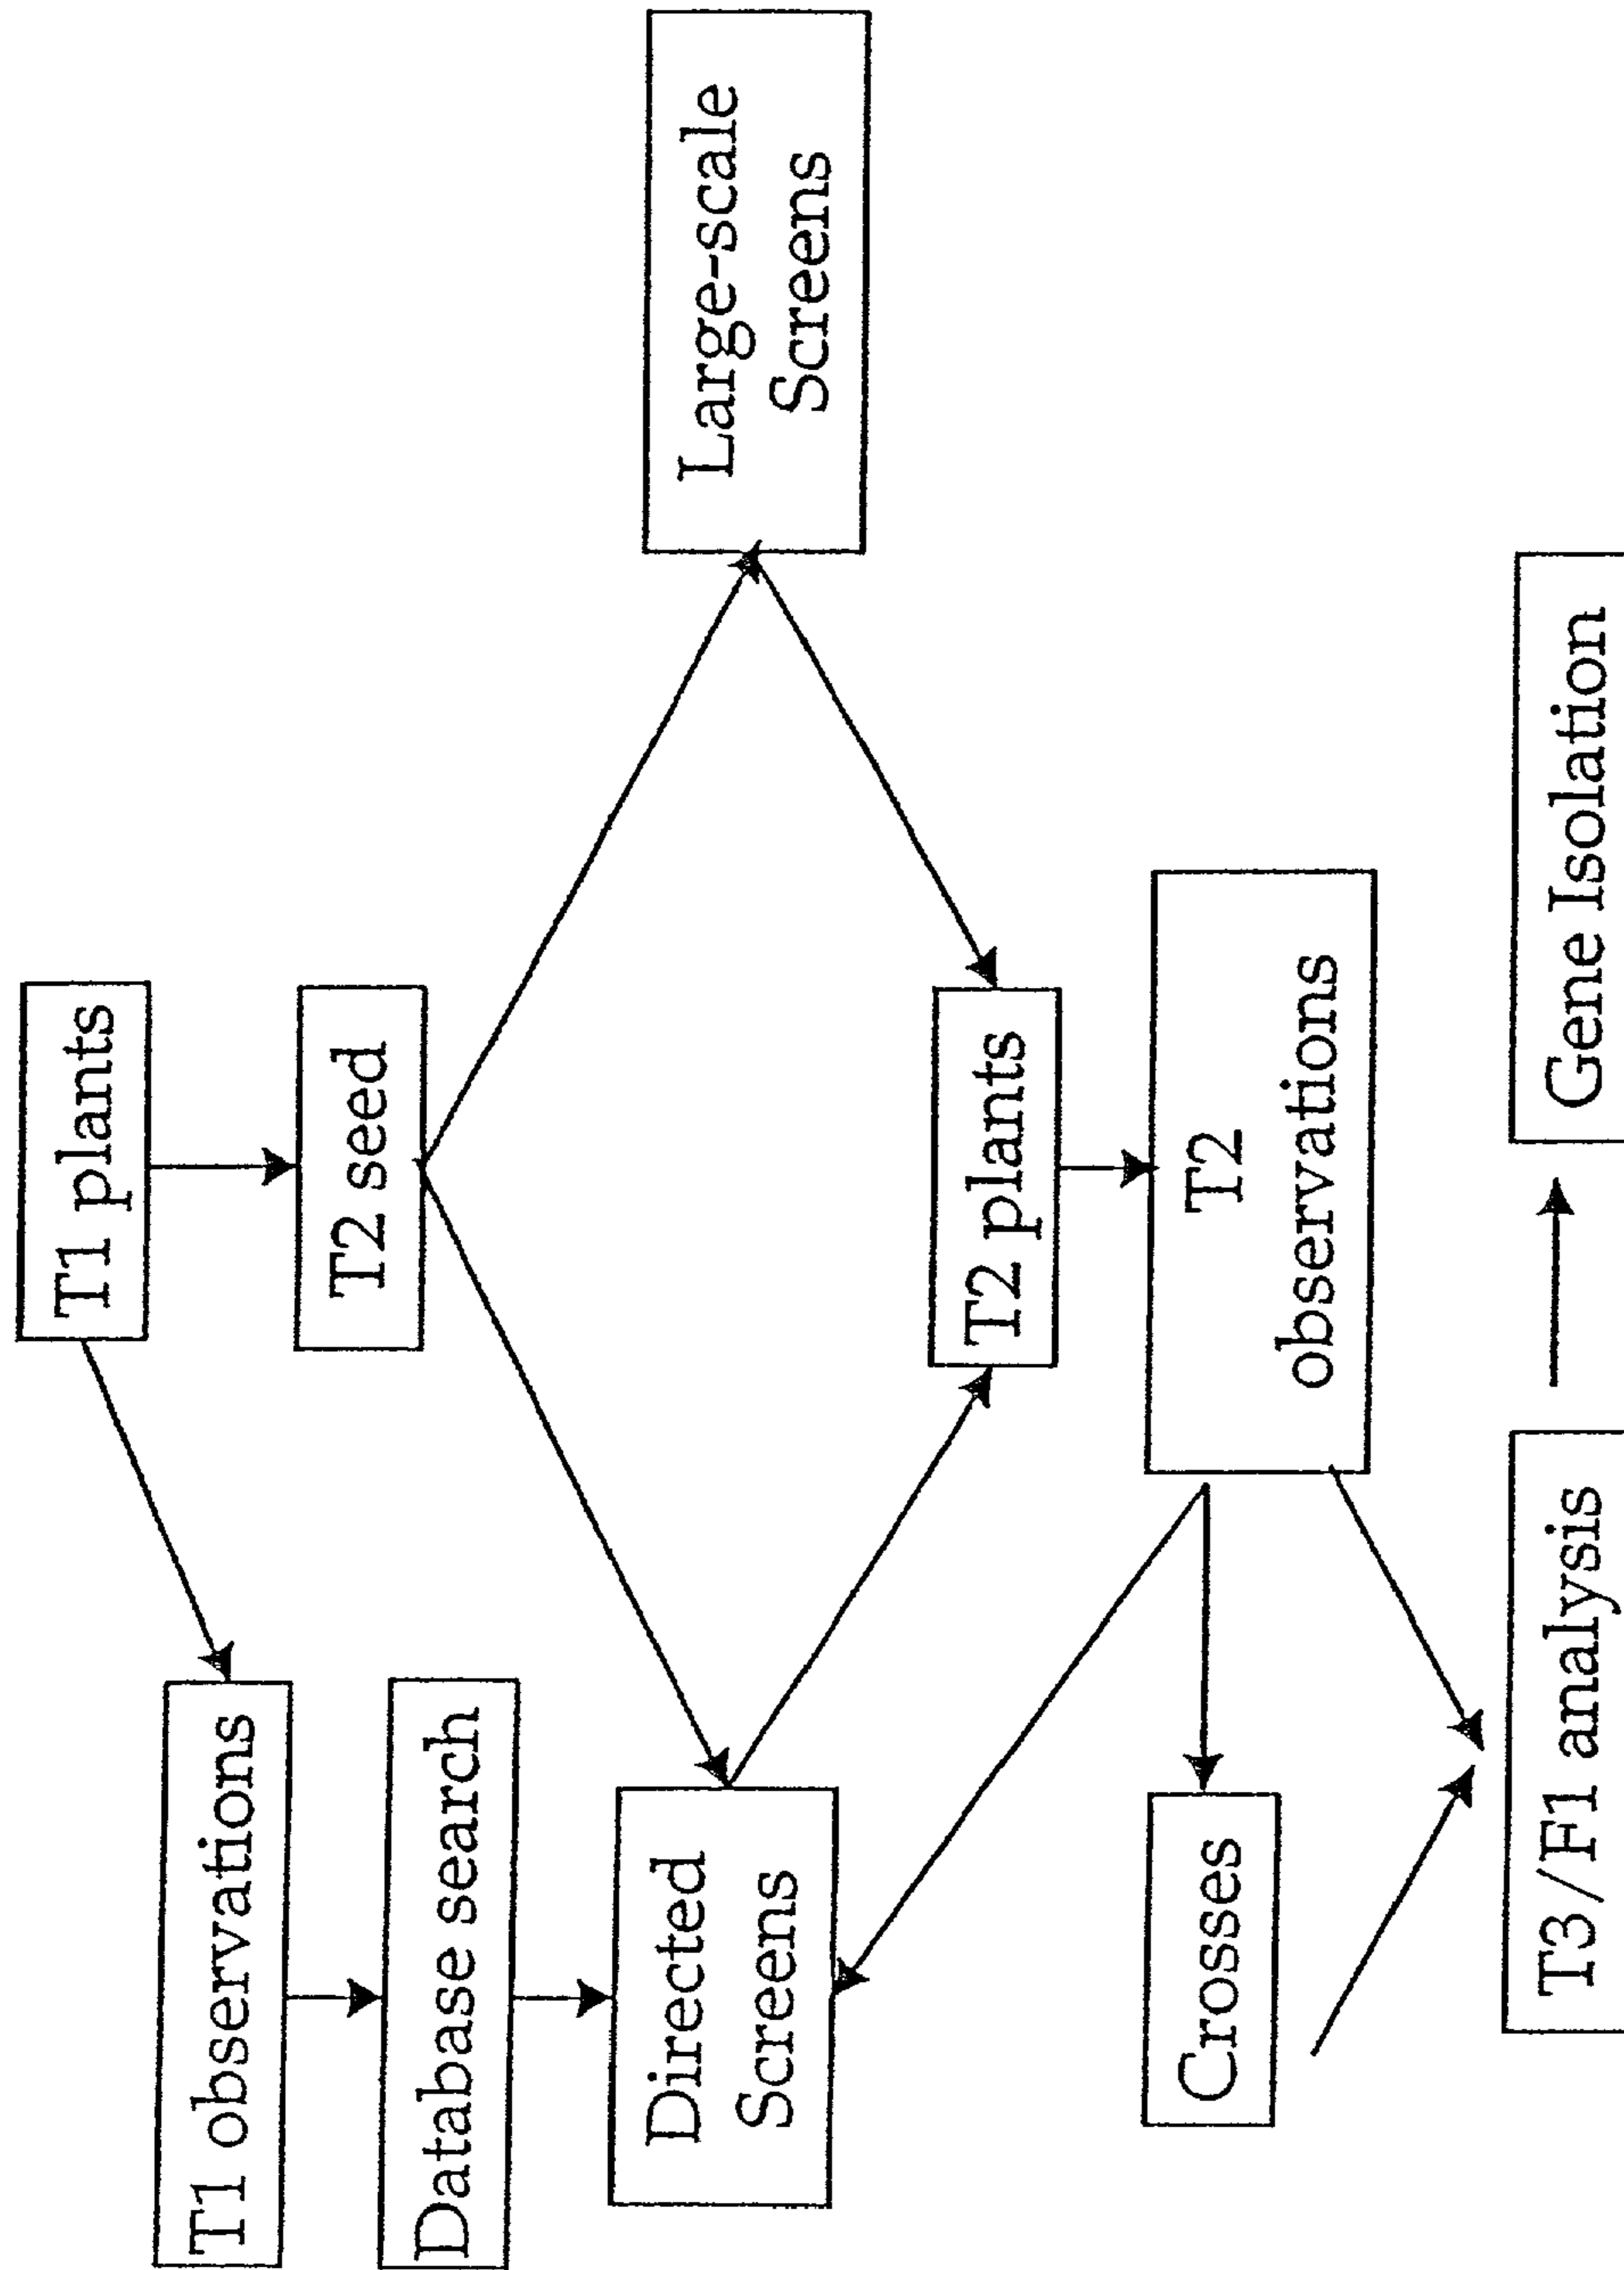 T1 plants
T1 observations
T2 seed
Database search
Directed
Screens
Large-scale
Screens
T2 plants
T2
observations
Crosses
T3/F1 analysis
Gene Isolation